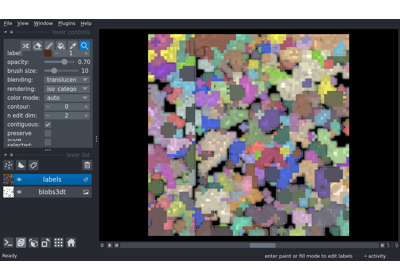 File View Window Plugins Help
layer controls
label: 1
opacity: 0.70
brush size: 10
blending: translucen
rendering: iso_catego
color mode: auto
contour: − 0 +
n edit dim: − 2 +
contiguous: ✓
preserve
show
selected:
layer list
labels
blobs3dt
Ready
enter paint or fill mode to edit labels
activity